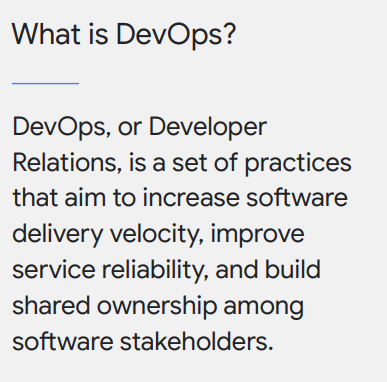 What is DevOps?
DevOps, or Developer
Relations, is a set of practices
that aim to increase software
delivery velocity, improve
service reliability, and build
shared ownership among
software stakeholders.